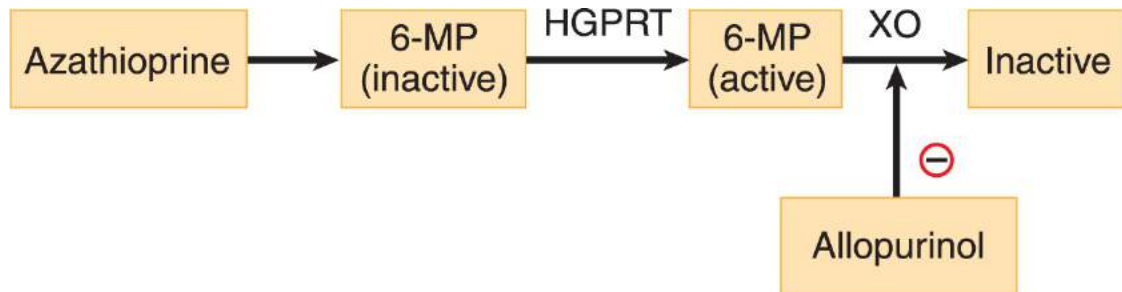 Azathioprine
6-MP
(inactive)
HGPRT
6-MP
(active)
XO
Inactive
−
Allopurinol